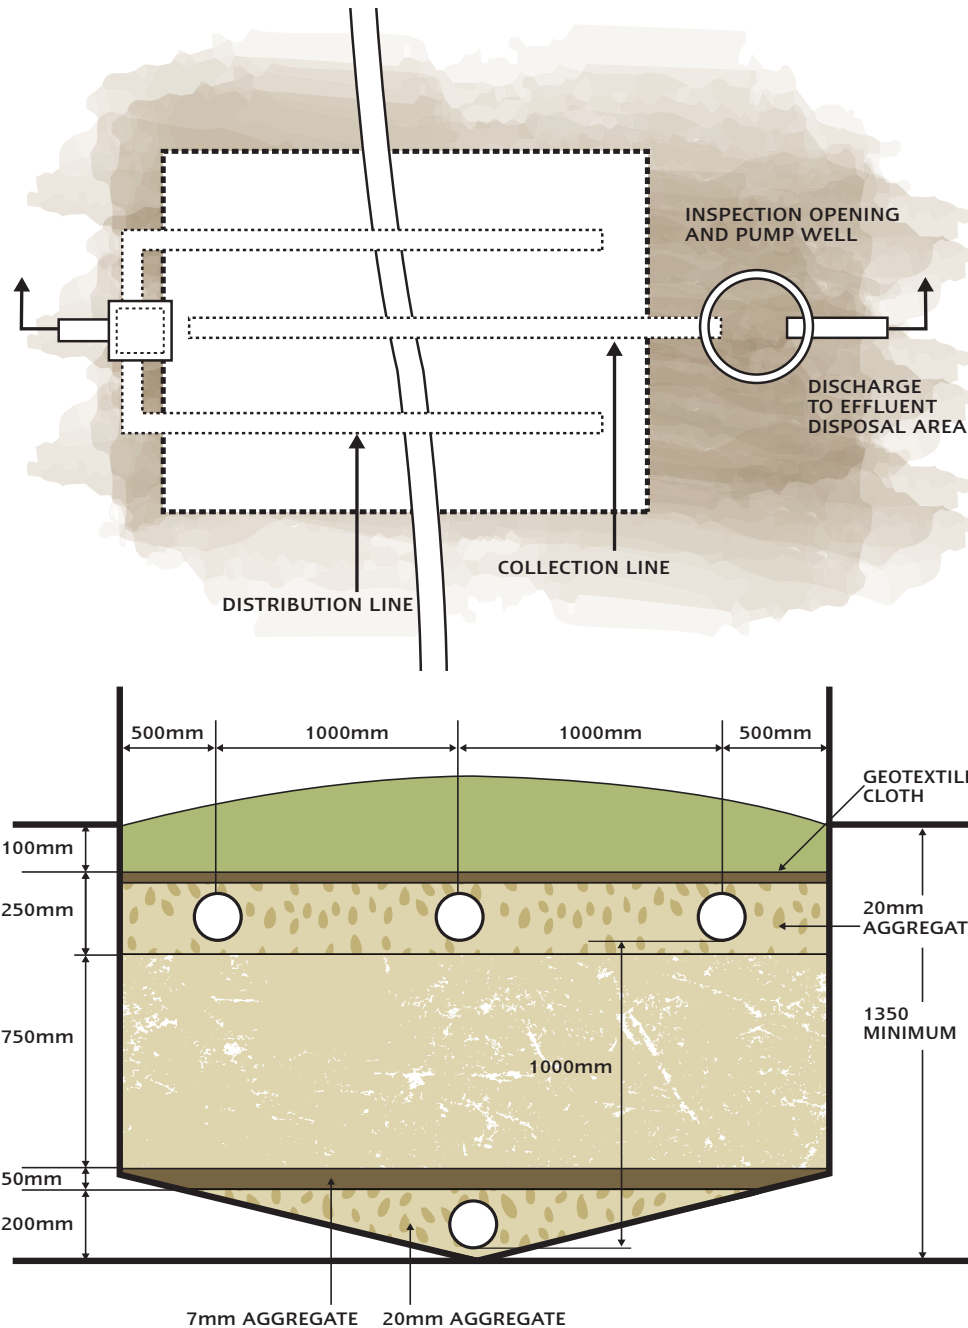 INSPECTION OPENING
AND PUMP WELL
DISCHARGE
TO EFFLUENT
DISPOSAL AREA
COLLECTION LINE
DISTRIBUTION LINE
500mm
1000mm
1000mm
500mm
GEOTEXTILE
CLOTH
100mm
250mm
20mm
AGGREGAT
750mm
1350
MINIMUM
1000mm
50mm
200mm
7mm AGGREGATE
20mm AGGREGATE